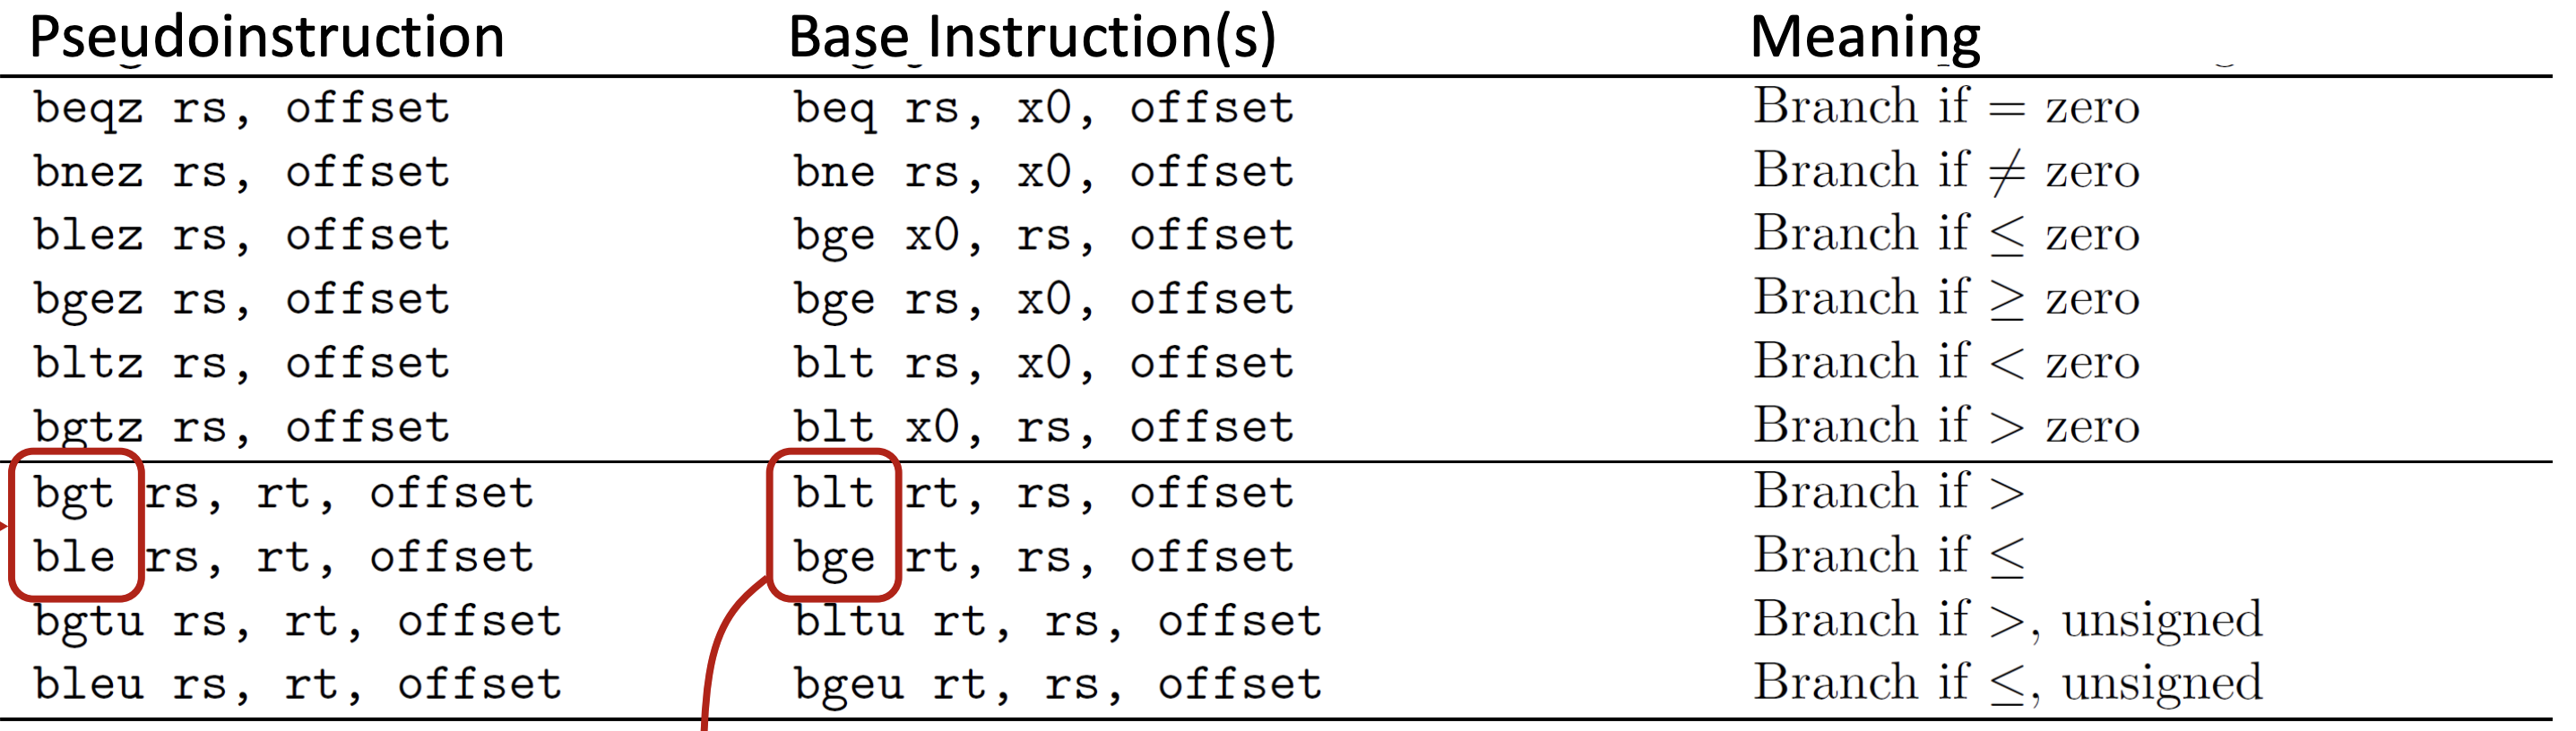 Pseudoinstruction Base Instruction(s) Meaning
beqz rs, offset beq rs, x0, offset Branch if = zero
bnez rs, offset bne rs, x0, offset Branch if ≠ zero
blez rs, offset bge x0, rs, offset Branch if ≤ zero
bgez rs, offset bge rs, x0, offset Branch if ≥ zero
bltz rs, offset blt rs, x0, offset Branch if < zero
bgtz rs, offset blt x0, rs, offset Branch if > zero
bgt rs, rt, offset blt rt, rs, offset Branch if >
ble rs, rt, offset bge rt, rs, offset Branch if ≤
bgtu rs, rt, offset bltu rt, rs, offset Branch if >, unsigned
bleu rs, rt, offset bgeu rt, rs, offset Branch if ≤, unsigned